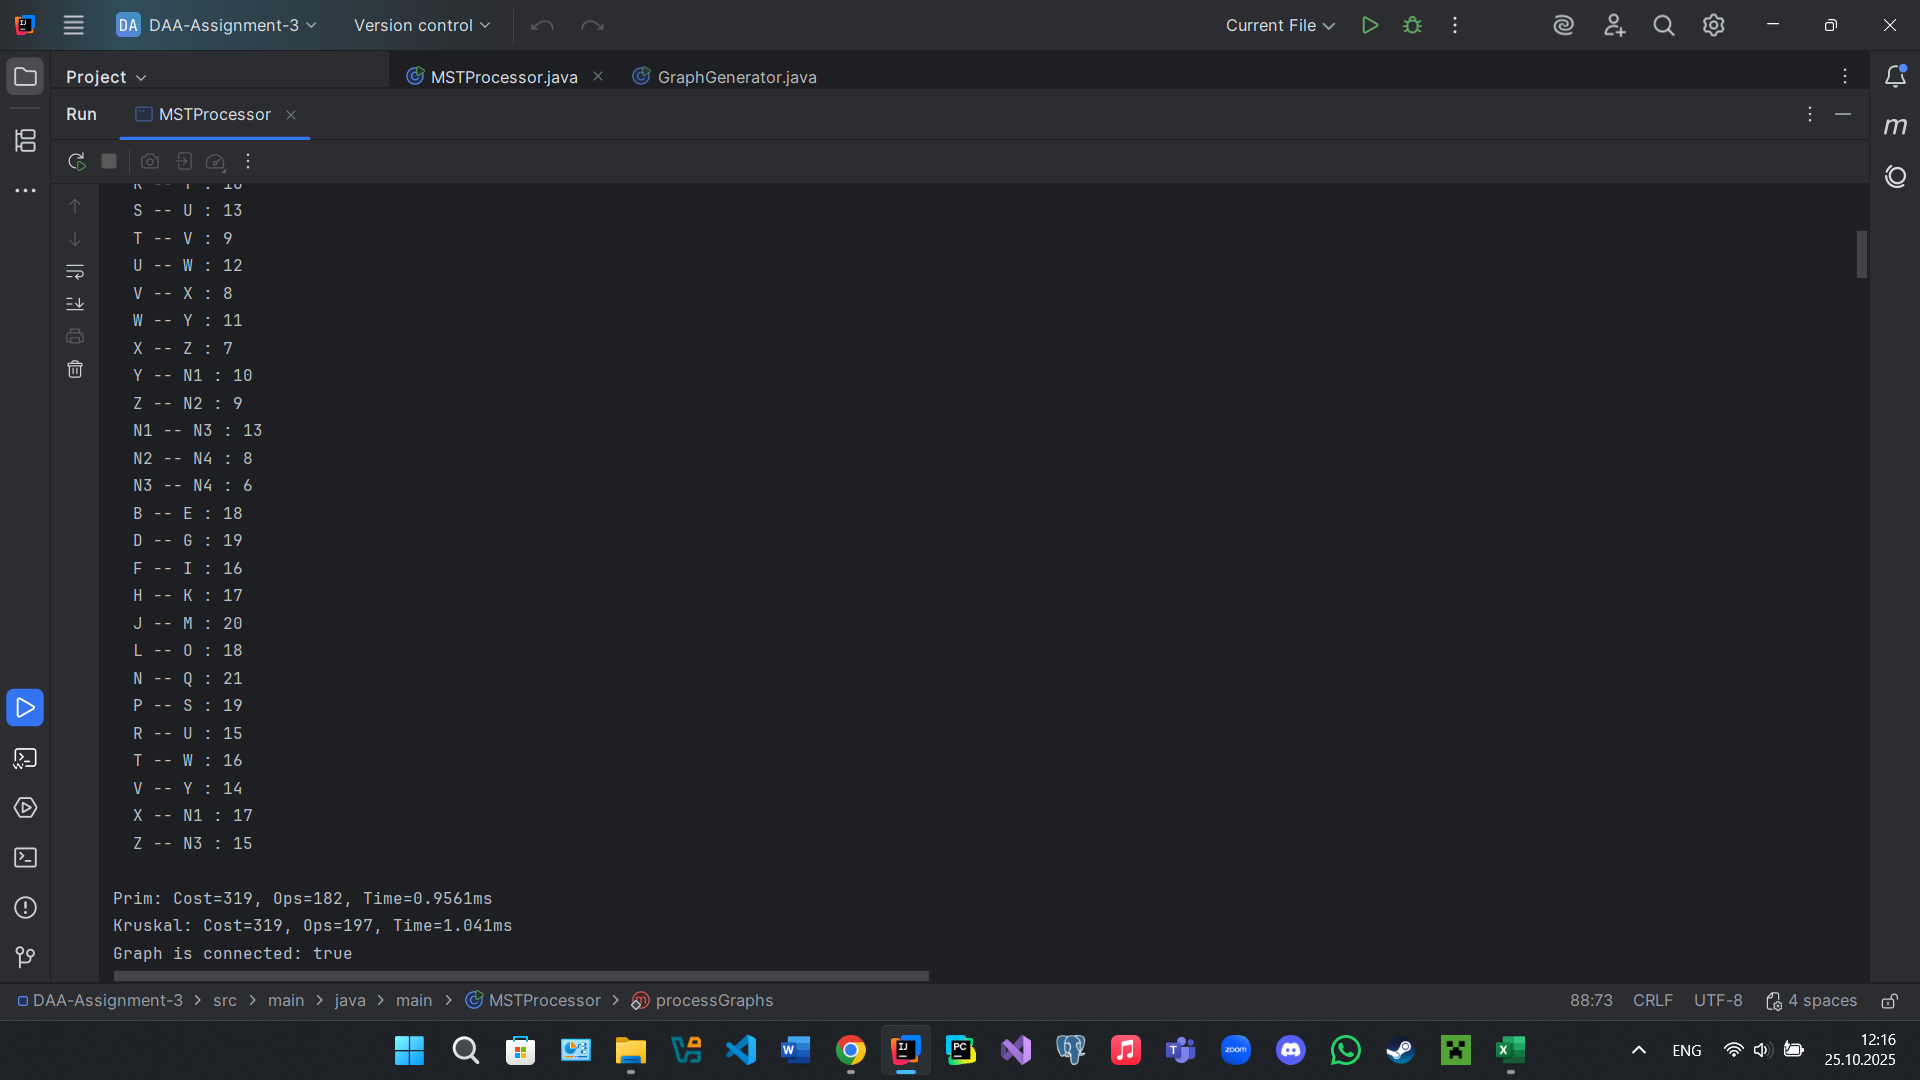 DA DAA-Assignment-3 Version control Current File
Project MSTProcessor.java GraphGenerator.java
Run MSTProcessor
S -- U : 13
T -- V : 9
U -- W : 12
V -- X : 8
W -- Y : 11
X -- Z : 7
Y -- N1 : 10
Z -- N2 : 9
N1 -- N3 : 13
N2 -- N4 : 8
N3 -- N4 : 6
B -- E : 18
D -- G : 19
F -- I : 16
H -- K : 17
J -- M : 20
L -- O : 18
N -- Q : 21
P -- S : 19
R -- U : 15
T -- W : 16
V -- Y : 14
X -- N1 : 17
Z -- N3 : 15
Prim: Cost=319, Ops=182, Time=0.9561ms
Kruskal: Cost=319, Ops=197, Time=1.041ms
Graph is connected: true
DAA-Assignment-3 > src > main > java > main > MSTProcessor > processGraphs 88:73 CRLF UTF-8 4 spaces
ENG 12:16
25.10.2025